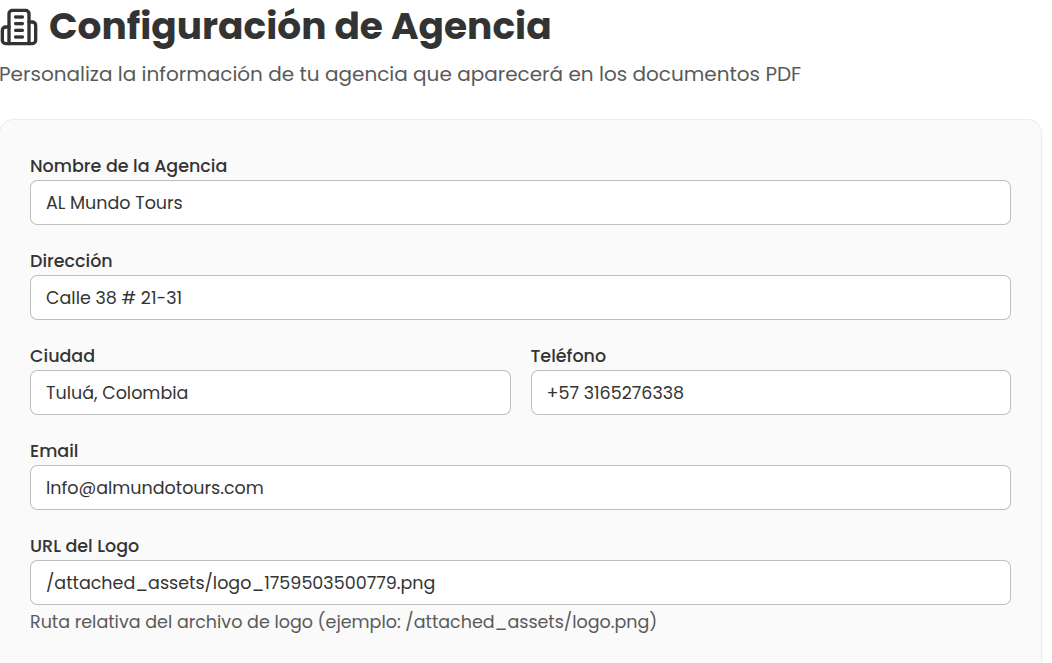 Configuración de Agencia
Personaliza la información de tu agencia que aparecerá en los documentos PDF
Nombre de la Agencia
AL Mundo Tours
Dirección
Calle 38 # 21-31
Ciudad
Tuluá, Colombia
Teléfono
+57 3165276338
Email
Info@almundotours.com
URL del Logo
/attached_assets/logo_1759503500779.png
Ruta relativa del archivo de logo (ejemplo: /attached_assets/logo.png)